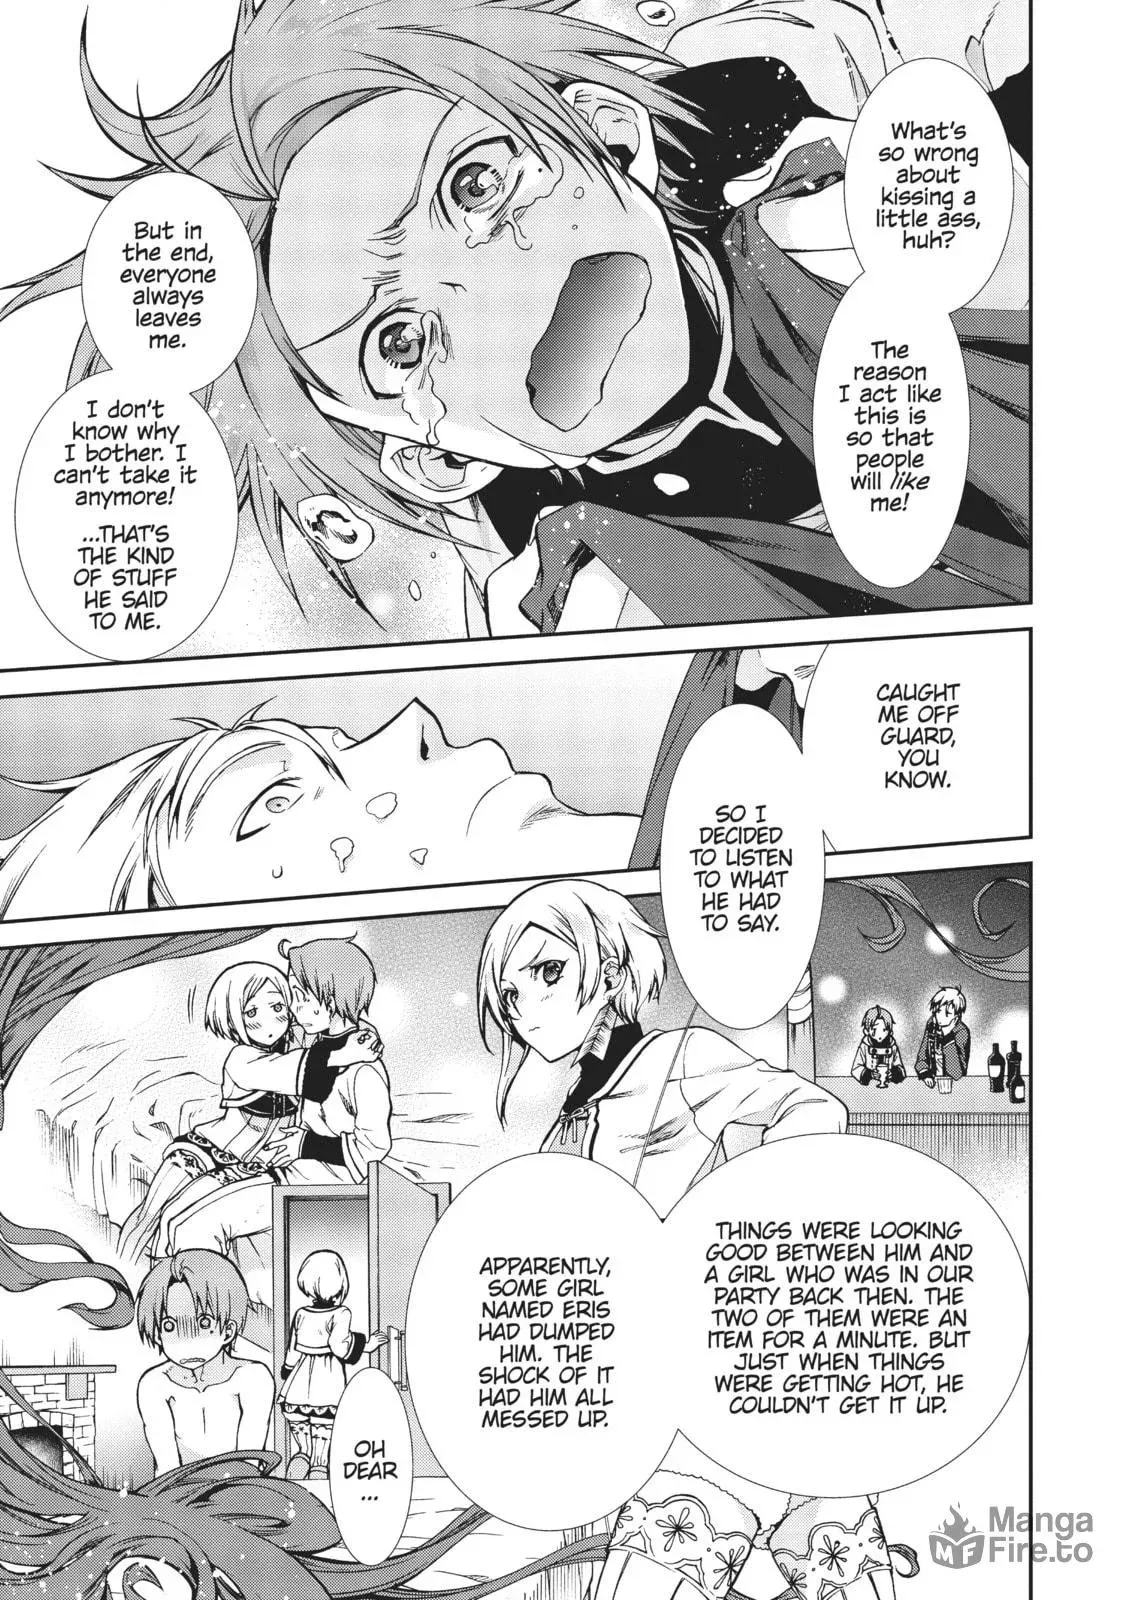 What's
so wrong
about
kissing a
little ass,
huh?
The
reason
I act like
this is
so that
people
will like
me!
But in
the end,
everyone
always
leaves
me.
I don't
know why
I bother. I
can't take it
anymore!
...THAT'S
THE KIND
OF STUFF
HE SAID
TO ME.
CAUGHT
ME OFF
GUARD,
YOU
KNOW.
SO I
DECIDED
TO LISTEN
TO WHAT
HE HAD
TO SAY.
THINGS WERE LOOKING
GOOD BETWEEN HIM AND
A GIRL WHO WAS IN OUR
PARTY BACK THEN. THE
TWO OF THEM WERE AN
ITEM FOR A MINUTE. BUT
JUST WHEN THINGS
WERE GETTING HOT, HE
COULDN'T GET IT UP.
APPARENTLY,
SOME GIRL
NAMED ERIS
HAD DUMPED
HIM. THE
SHOCK OF IT
HAD HIM ALL
MESSED UP.
OH
DEAR
...
MF
Manga
Fire.to